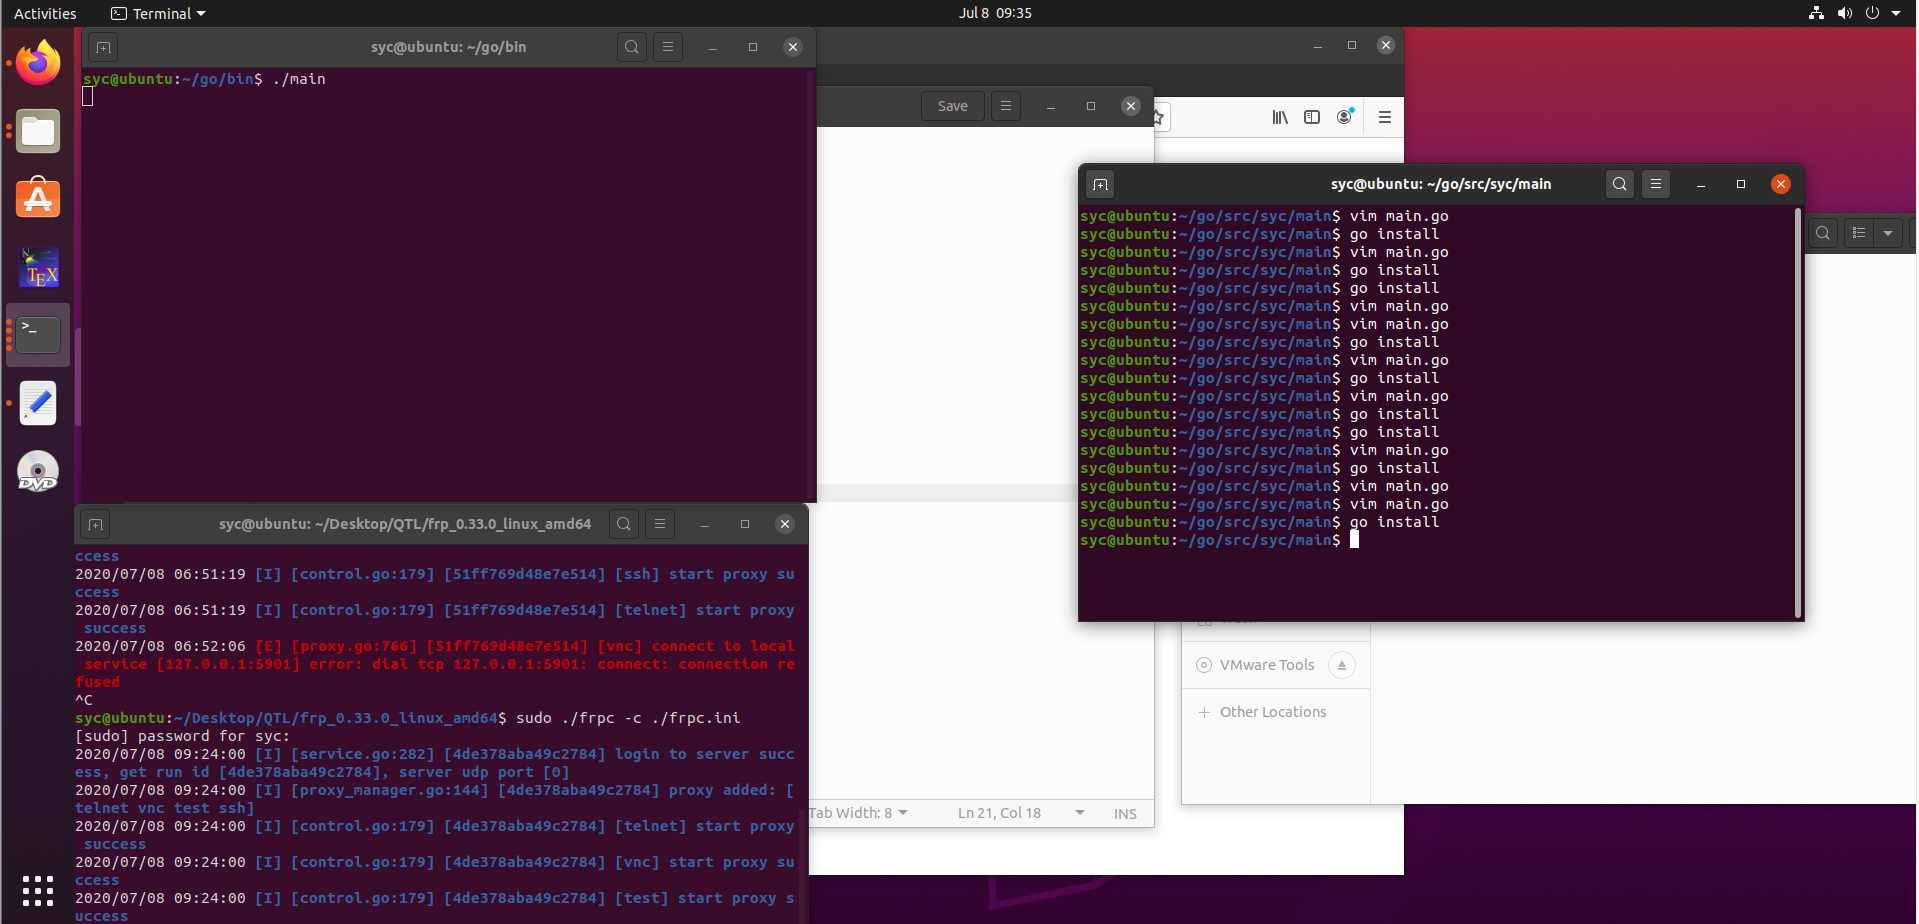 Activities
Terminal
Jul 8 09:35
syc@ubuntu: ~/go/bin
syc@ubuntu:~/go/bin$ ./main
Save
syc@ubuntu: ~/go/src/syc/main
syc@ubuntu:~/go/src/syc/main$ vim main.go
syc@ubuntu:~/go/src/syc/main$ go install
syc@ubuntu:~/go/src/syc/main$ vim main.go
syc@ubuntu:~/go/src/syc/main$ go install
syc@ubuntu:~/go/src/syc/main$ go install
syc@ubuntu:~/go/src/syc/main$ vim main.go
syc@ubuntu:~/go/src/syc/main$ vim main.go
syc@ubuntu:~/go/src/syc/main$ go install
syc@ubuntu:~/go/src/syc/main$ vim main.go
syc@ubuntu:~/go/src/syc/main$ go install
syc@ubuntu:~/go/src/syc/main$ vim main.go
syc@ubuntu:~/go/src/syc/main$ go install
syc@ubuntu:~/go/src/syc/main$ go install
syc@ubuntu:~/go/src/syc/main$ vim main.go
syc@ubuntu:~/go/src/syc/main$ go install
syc@ubuntu:~/go/src/syc/main$ vim main.go
syc@ubuntu:~/go/src/syc/main$ vim main.go
syc@ubuntu:~/go/src/syc/main$ go install
syc@ubuntu:~/go/src/syc/main$
TEX
>_
DVD
syc@ubuntu: ~/Desktop/QTL/frp_0.33.0_linux_amd64
ccess
2020/07/08 06:51:19 [I] [control.go:179] [51ff769d48e7e514] [ssh] start proxy su
ccess
2020/07/08 06:51:19 [I] [control.go:179] [51ff769d48e7e514] [telnet] start proxy
success
2020/07/08 06:52:06 [E] [proxy.go:766] [51ff769d48e7e514] [vnc] connect to local
service [127.0.0.1:5901] error: dial tcp 127.0.0.1:5901: connect: connection re
fused
^C
syc@ubuntu:~/Desktop/QTL/frp_0.33.0_linux_amd64$ sudo ./frpc -c ./frpc.ini
[sudo] password for syc:
2020/07/08 09:24:00 [I] [service.go:282] [4de378aba49c2784] login to server succ
ess, get run id [4de378aba49c2784], server udp port [0]
2020/07/08 09:24:00 [I] [proxy_manager.go:144] [4de378aba49c2784] proxy added: [
telnet vnc test ssh]
2020/07/08 09:24:00 [I] [control.go:179] [4de378aba49c2784] [telnet] start proxy
success
2020/07/08 09:24:00 [I] [control.go:179] [4de378aba49c2784] [vnc] start proxy su
ccess
2020/07/08 09:24:00 [I] [control.go:179] [4de378aba49c2784] [test] start proxy s
uccess
Tab Width: 8
Ln 21, Col 18
INS
VMware Tools
Other Locations